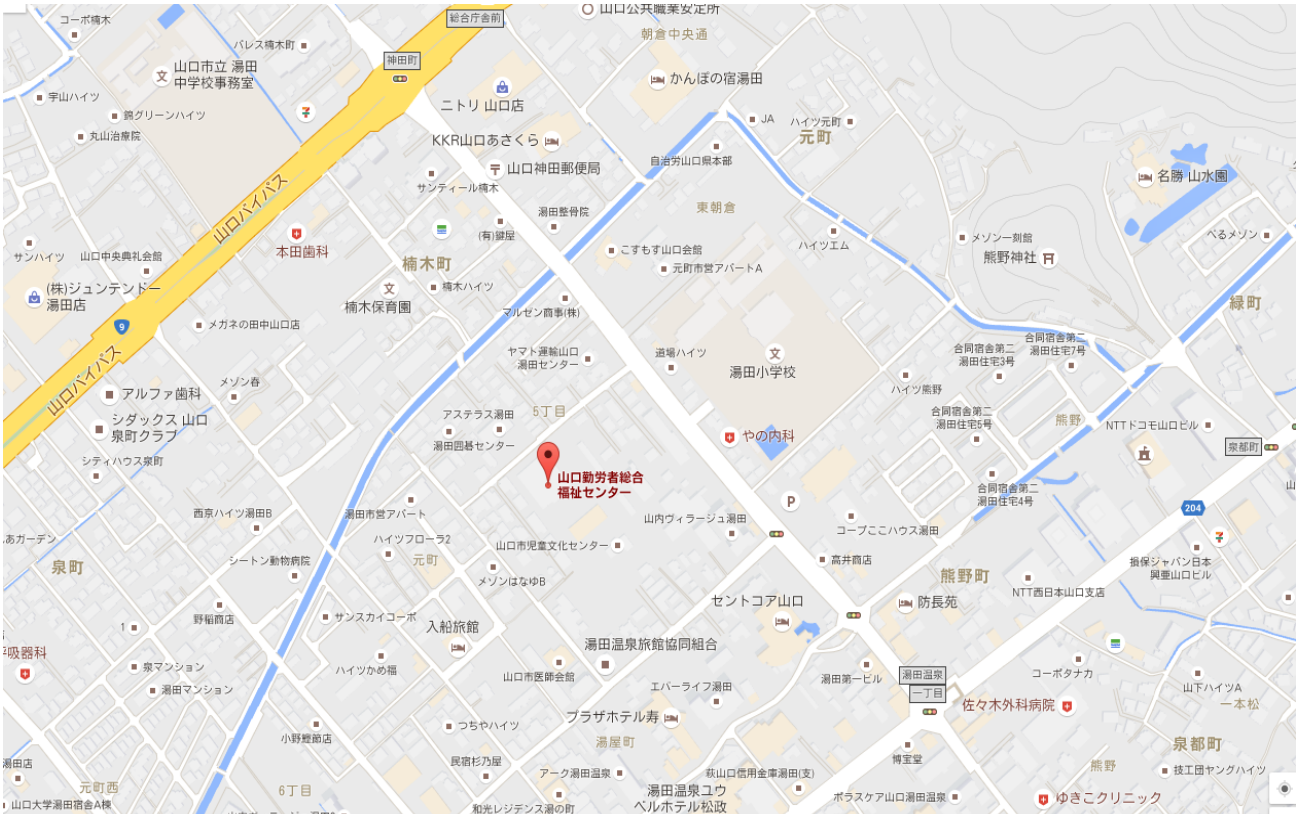 コーポ楠木
総合庁舎前
山口公共職業安定所
朝倉中央通
パレス楠木町
神田町
山口市立 湯田
中学校事務室
かんぽの宿湯田
宇山ハイツ
錦グリーンハイツ
ニトリ 山口店
JA
ハイツ元町
元町
丸山治療院
KKR山口あさくら
自治労山口県本部
山口神田郵便局
名勝 山水園
サンティール楠木
山口バイパス
湯田整骨院
東朝倉
(有)鍵屋
ハイツエム
メゾン一刻館
べるメゾン
サンハイツ
山口中央典礼会館
本田歯科
こすもす山口会館
熊野神社
楠木町
元町市営アパートA
(株)ジュンテンドー
湯田店
楠木ハイツ
楠木保育園
緑町
メガネの田中山口店
マルゼン商事(株)
9
ヤマト運輸山口
湯田センター
道場ハイツ
湯田小学校
合同宿舎第二
湯田住宅3号
合同宿舎第二
湯田住宅7号
山口バイパス
メゾン春
アルファ歯科
ハイツ熊野
シダックス 山口
泉町クラブ
アステラス湯田
5丁目
合同宿舎第二
湯田住宅5号
熊野
NTTドコモ山口ビル
湯田囲碁センター
やの内科
泉都町
シティハウス泉町
山口勤労者総合
福祉センター
合同宿舎第二
湯田住宅4号
西京ハイツ湯田B
湯田市営アパート
山内ヴィラージュ湯田
P
コープここハウス湯田
204
あガーデン
ハイツフローラ2
山口市児童文化センター
泉町
シートン動物病院
元町
高井商店
損保ジャパン日本
興亜山口ビル
メゾンはなゆB
熊野町
NTT西日本山口支店
野稲商店
サンスカイコーポ
入船旅館
セントコア山口
防長苑
1
呼吸器科
泉マンション
ハイツかめ福
湯田温泉旅館協同組合
湯田マンション
山口市医師会館
エバーライフ湯田
湯田第一ビル
湯田温泉
一丁目
コーポタナカ
山下ハイツA
佐々木外科病院
一本松
つちやハイツ
プラザホテル寿
小野鰹節店
湯屋町
泉都町
湯田店
民宿杉乃屋
アーク湯田温泉
萩山口信用金庫湯田(支)
博宝堂
熊野
技工団ヤングハイツ
元町西
6丁目
湯田温泉ユウ
ベルホテル松政
ポラスケア山口湯田温泉
ゆきこクリニック
山口大学湯田宿舎A棟
和光レジデンス湯の町